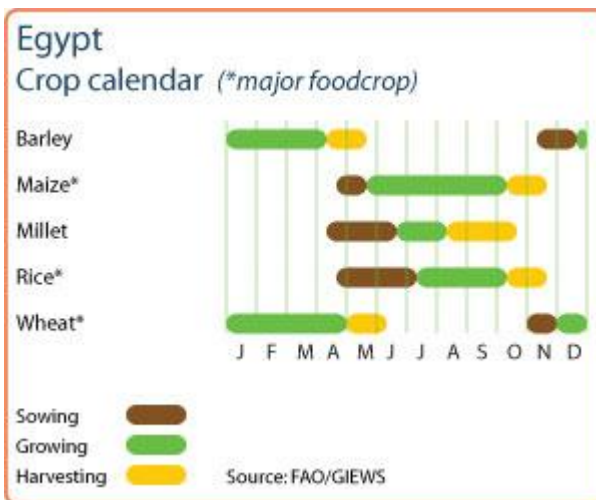 Egypt
Crop calendar (*major foodcrop)
Barley
Maize*
Millet
Rice*
Wheat*
J F M A M J J A S O N D
Sowing
Growing
Harvesting
Source: FAO/GIEWS